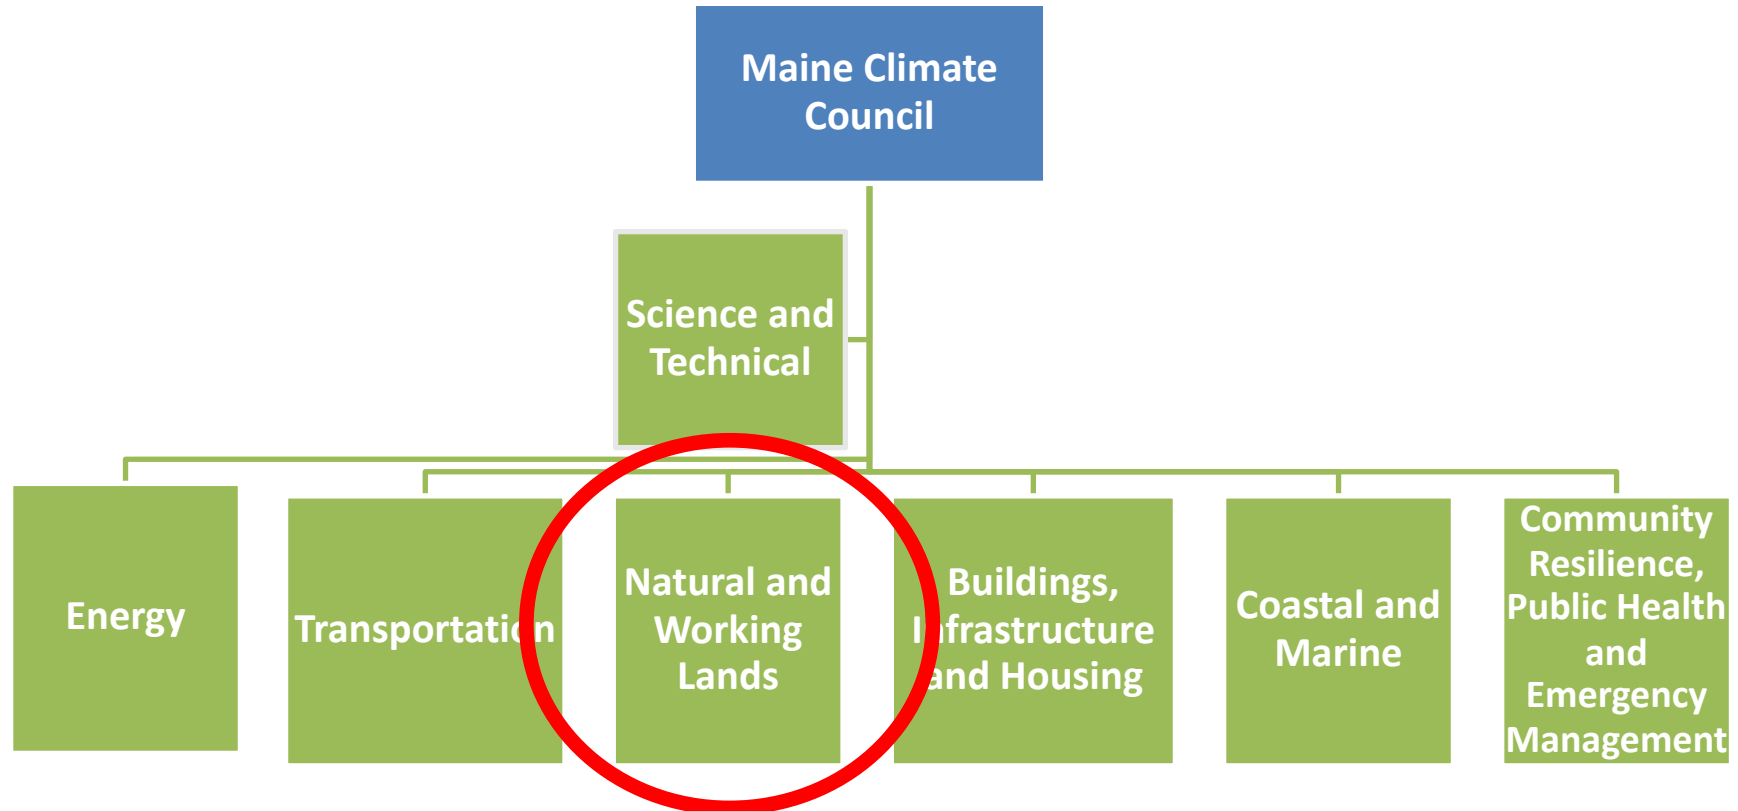 Maine Climate
Council
Science and
Technical
Energy
Transportation
Natural and
Working
Lands
Buildings,
Infrastructure
and Housing
Coastal and
Marine
Community
Resilience,
Public Health
and
Emergency
Management